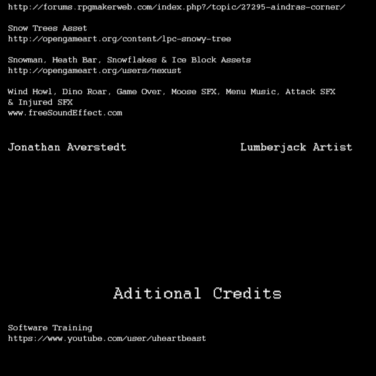 http://forums.rpgmakerweb.com/index.php?/topic/27295-aindras-corner/
Snow Trees Asset
http://opengameart.org/content/lpc-snowy-tree
Snowman, Heath Bar, Snowflakes & Ice Block Assets
http://opengameart.org/users/nexust
Wind Howl, Dino Roar, Game Over, Moose SFX, Menu Music, Attack SFX
& Injured SFX
www.freeSoundEffect.com
Jonathan Averstedt Lumberjack Artist
Aditional Credits
Software Training
https://www.youtube.com/user/uheartbeast